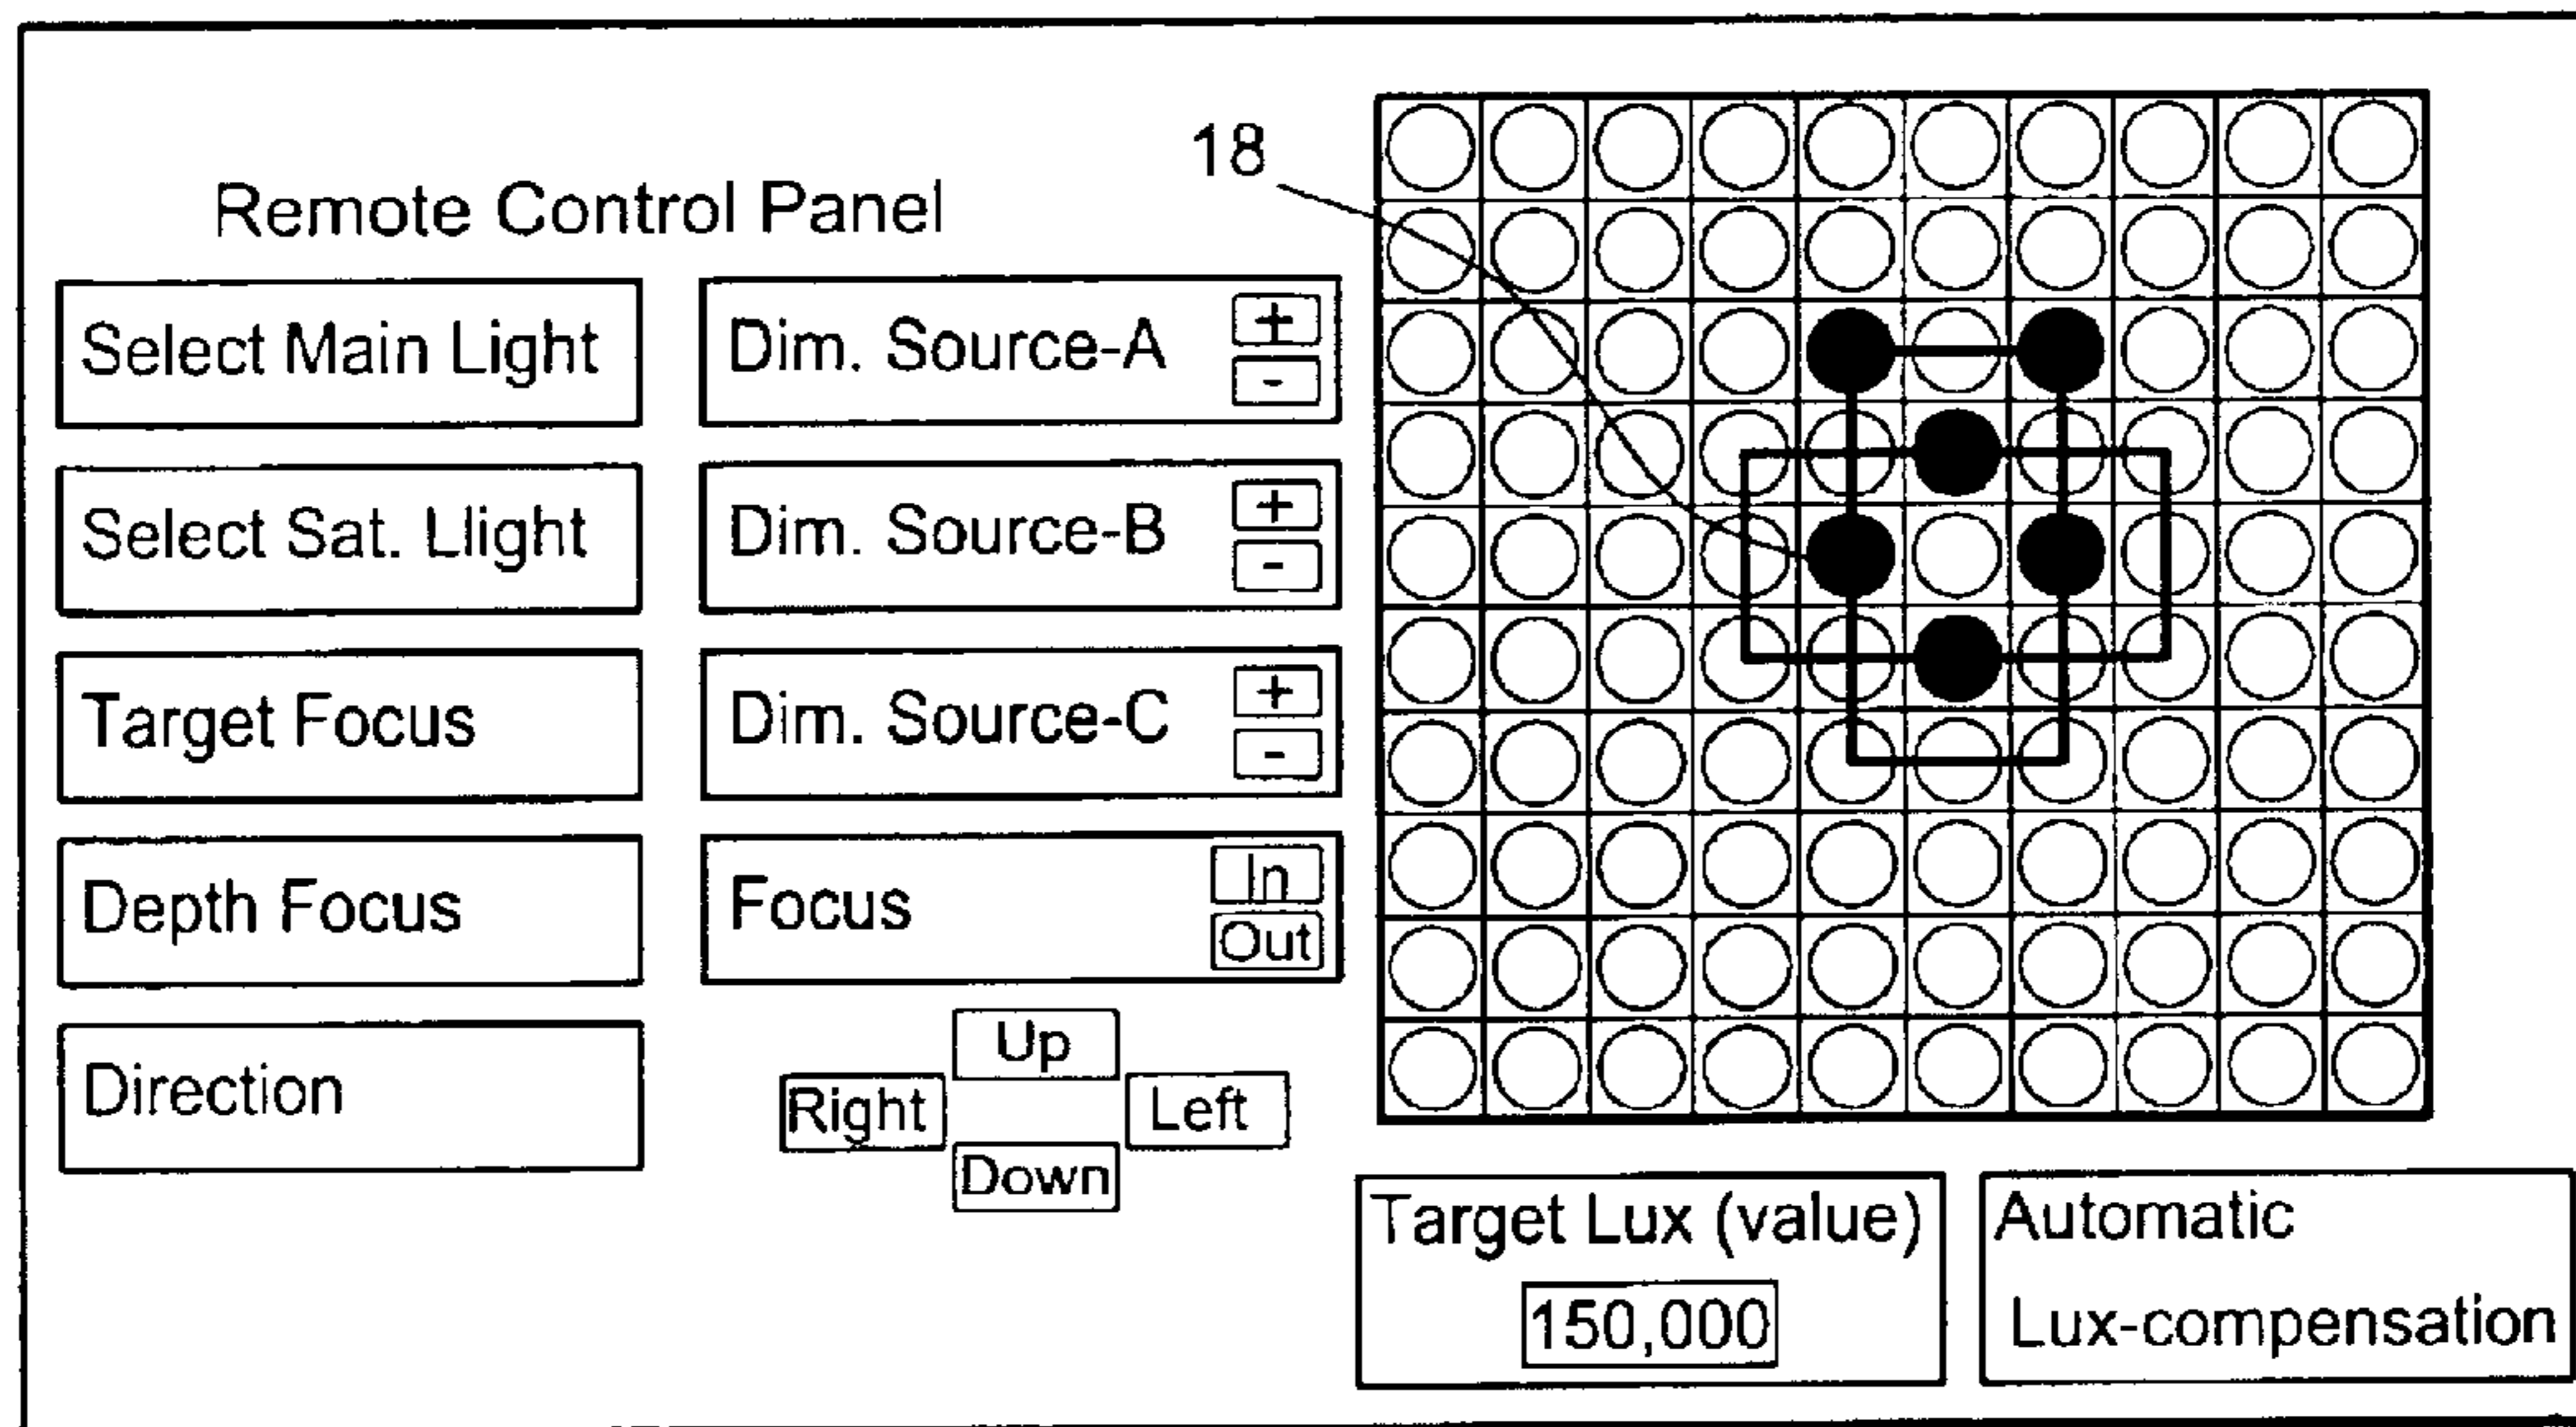 18
Remote Control Panel
Select Main Light
Select Sat. Llight
Target Focus
Depth Focus
Direction
Dim. Source-A
+
-
Dim. Source-B
+
-
Dim. Source-C
+
-
Focus
In
Out
Up
Right Left
Down
Target Lux (value)
150,000
Automatic
Lux-compensation